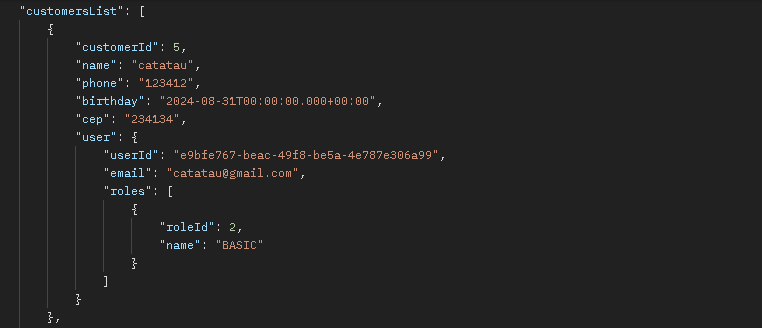 "customersList": [
{
"customerId": 5,
"name": "catatau",
"phone": "123412",
"birthday": "2024-08-31T00:00:00.000+00:00",
"cep": "234134",
"user": {
"userId": "e9bfe767-beac-49f8-be5a-4e787e306a99",
"email": "catatau@gmail.com",
"roles": [
{
"roleId": 2,
"name": "BASIC"
}
]
}
},